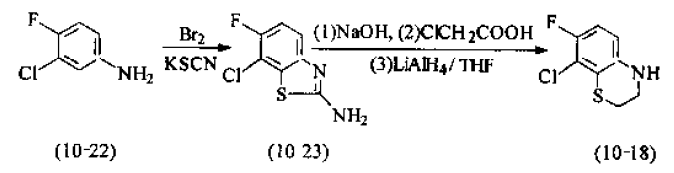 F
Cl
NH₂
(10-22)
Br₂
KSCN
F
Cl
N
S
NH₂
(10 23)
(1)NaOH, (2)ClCH₂COOH
(3)LiAlH₄/ THF
F
Cl
NH
S
(10-18)